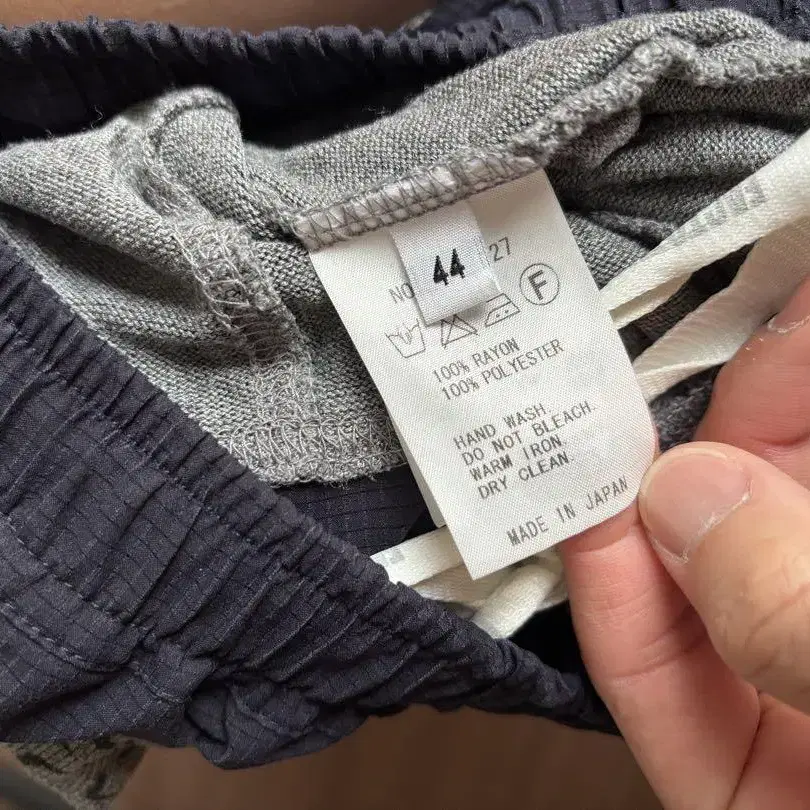 44
NO
27
F
100% RAYON
100% POLYESTER
HAND WASH.
DO NOT BLEACH.
WARM IRON.
DRY CLEAN.
MADE IN JAPAN